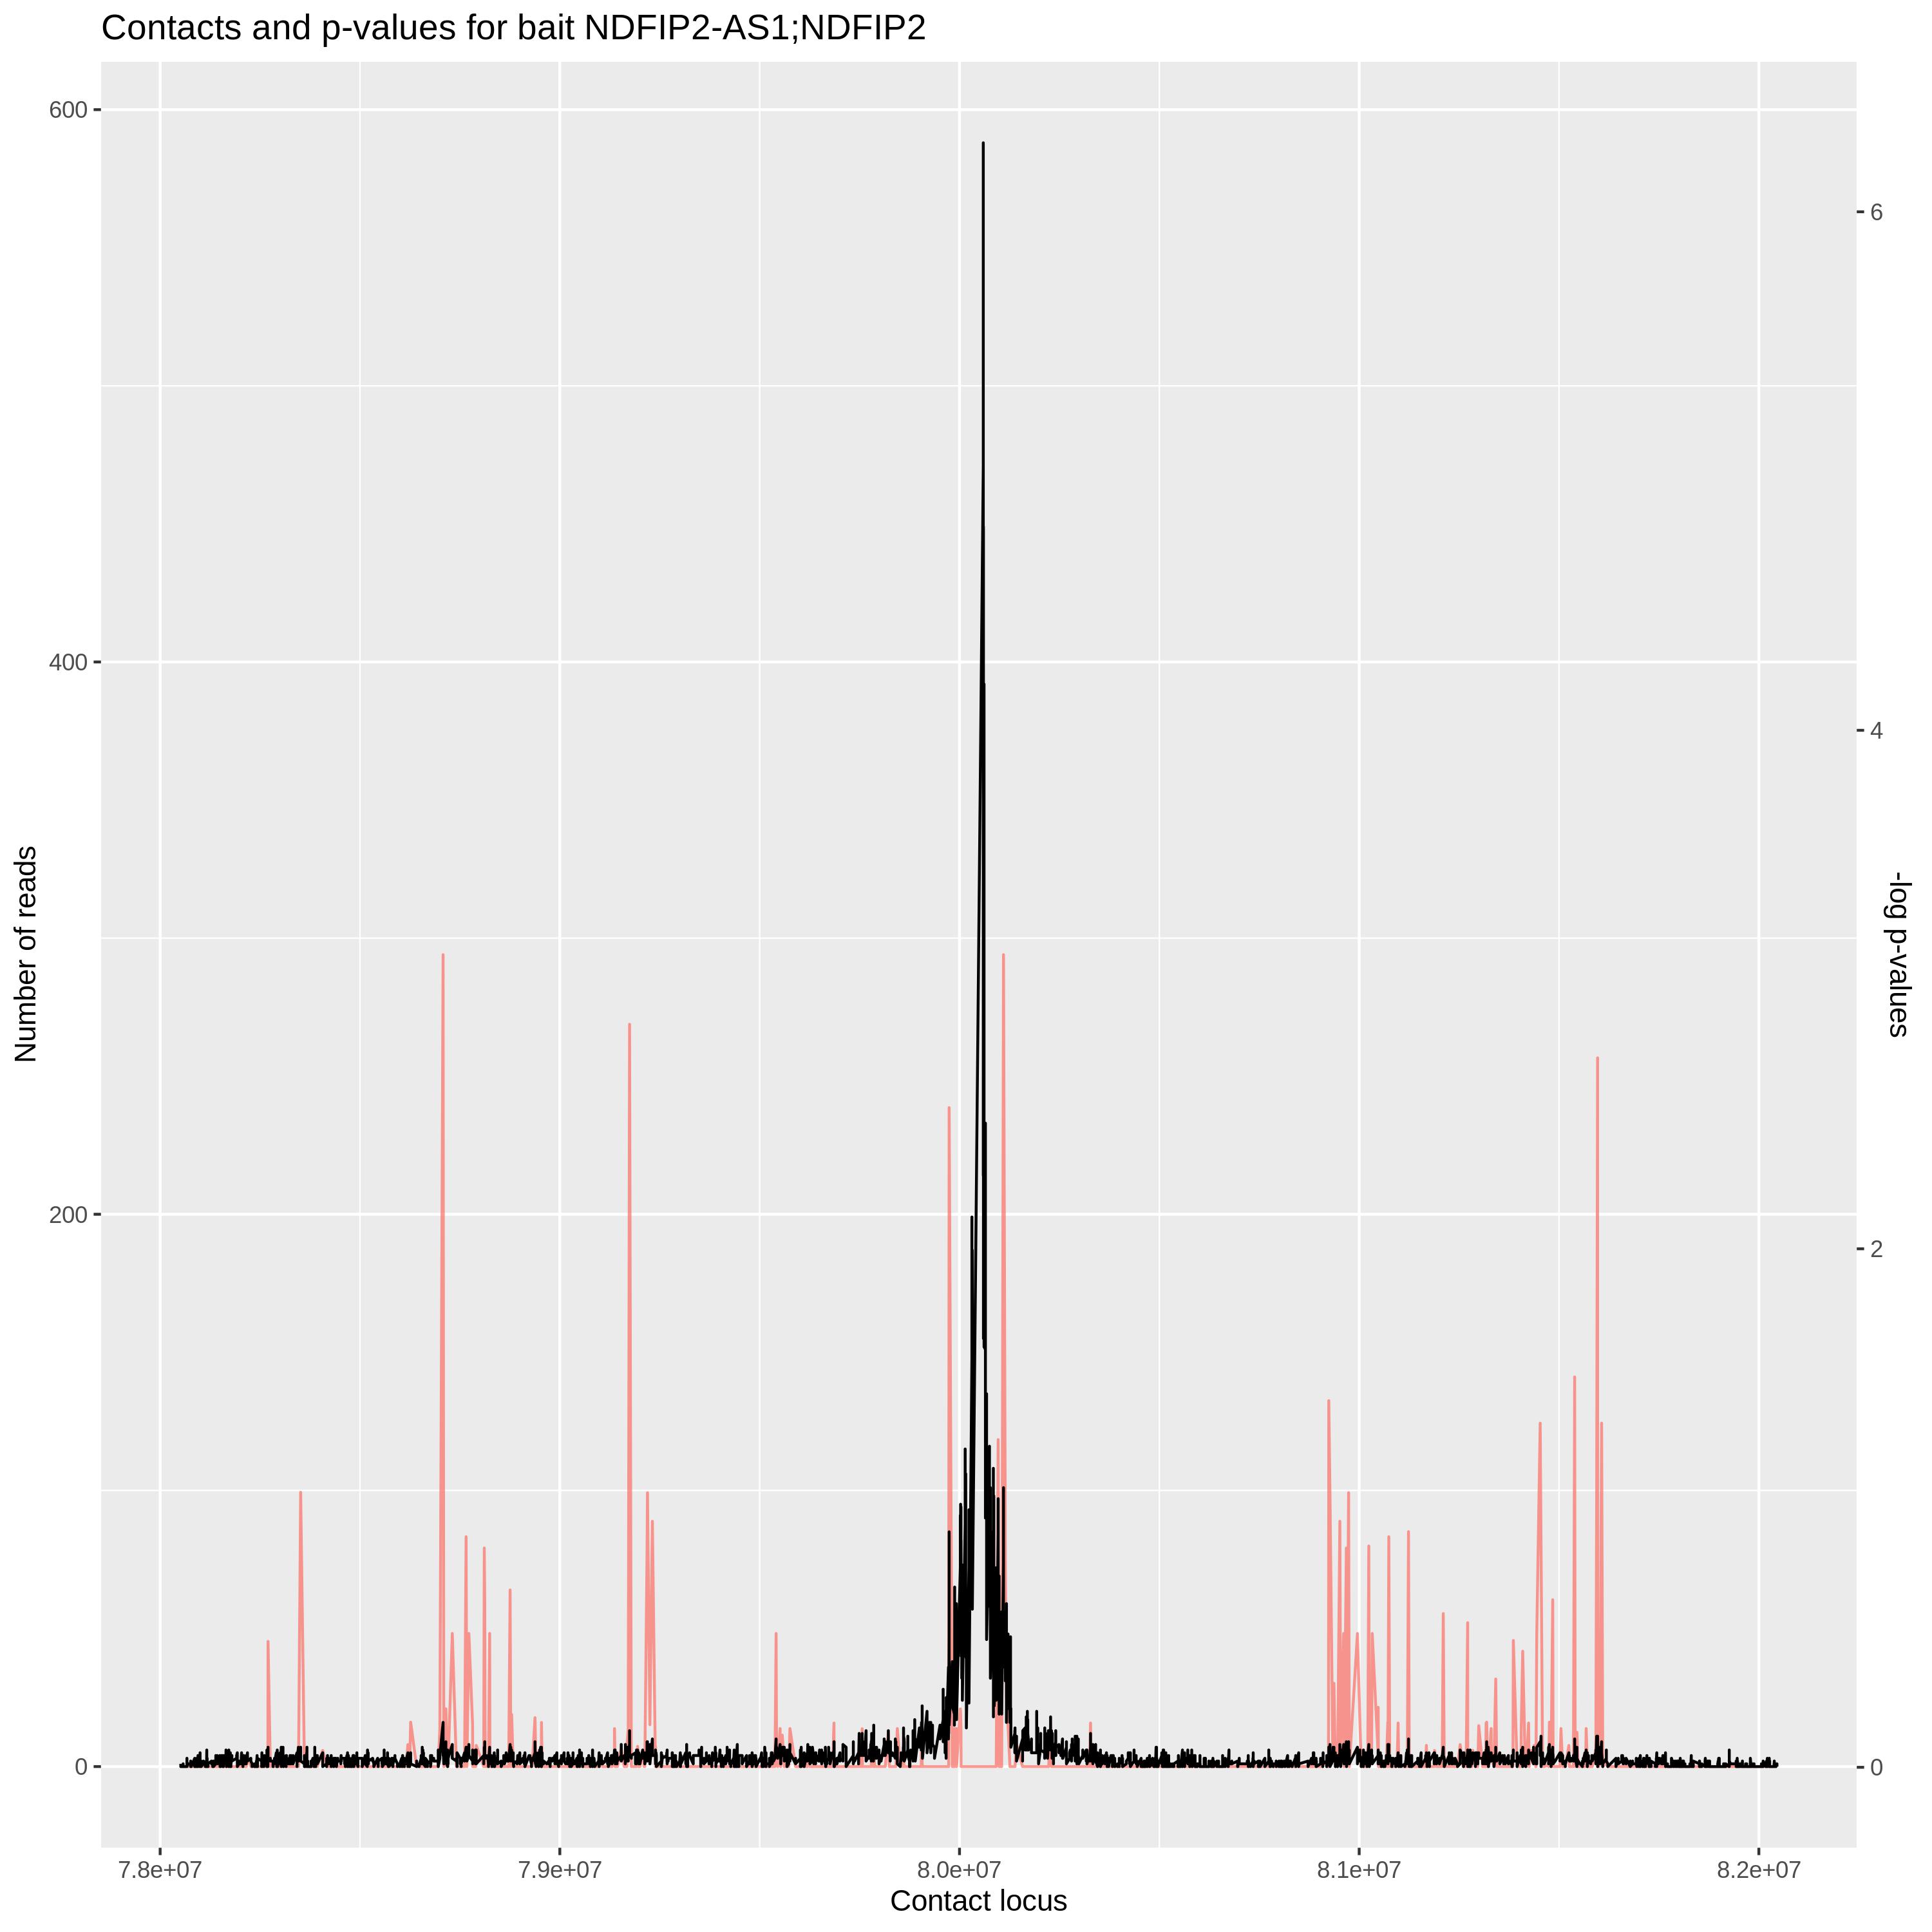 Contacts and p-values for bait NDFIP2-AS1;NDFIP2
600
400
200
0
Number of reads
6
4
2
0
-log p-values
7.8e+07
7.9e+07
8.0e+07
8.1e+07
8.2e+07
Contact locus